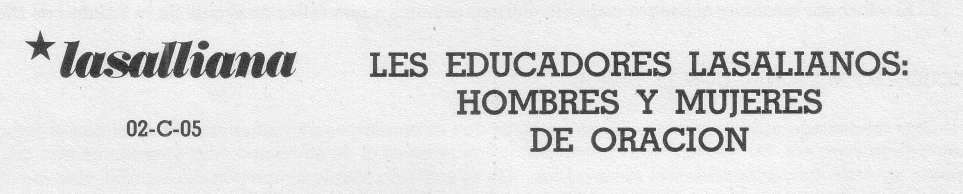 ★ lasalliana
02-C-05
LES EDUCADORES LASALIANOS:
HOMBRES Y MUJERES
DE ORACION